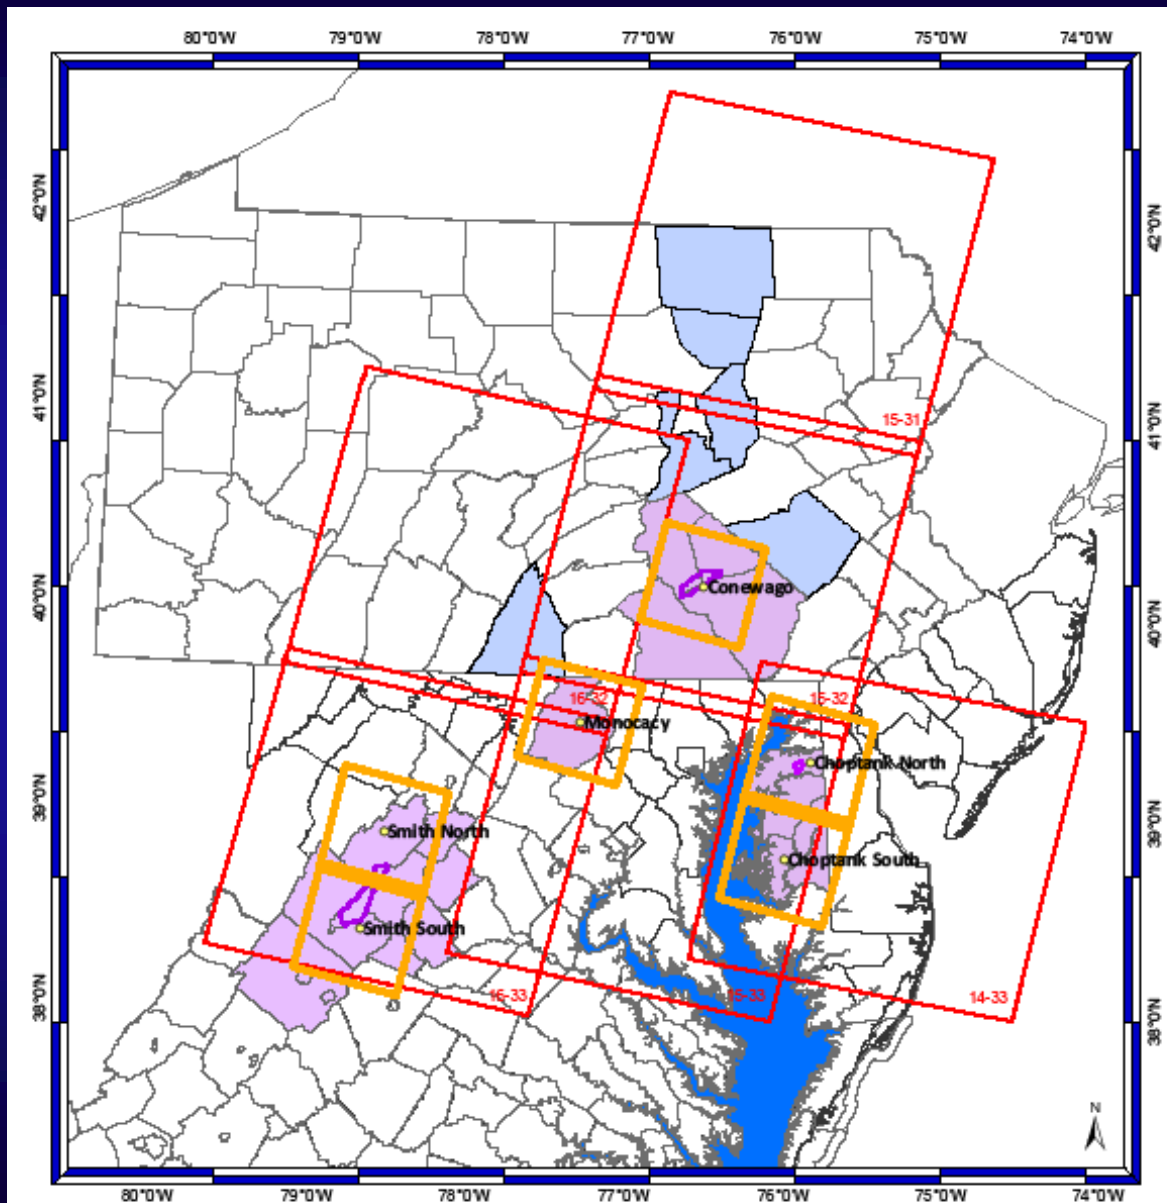 80°0'W 79°0'W 78°0'W 77°0'W 76°0'W 75°0'W 74°0'W
42°0'N 42°0'N
41°0'N 41°0'N
15-31
40°0'N 40°0'N
Conewago
16-32 15-32
Monocacy
Choptank North
39°0'N 39°0'N
Smith North
Choptank South
Smith South
16-33 15-33 14-33
38°0'N 38°0'N
N
80°0'W 79°0'W 78°0'W 77°0'W 76°0'W 75°0'W 74°0'W